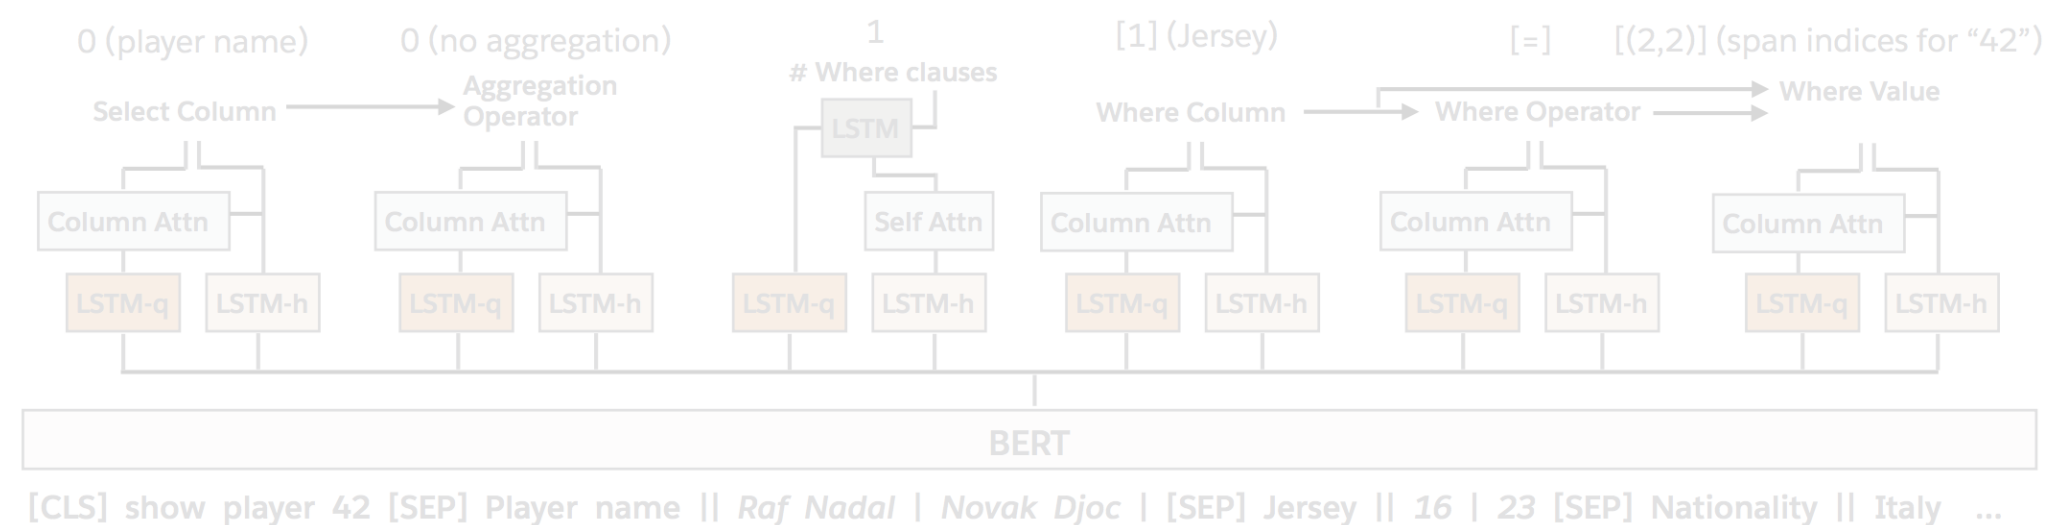 0 (player name) 0 (no aggregation) 1 [1] (Jersey) [=] [(2,2)] (span indices for “42”)
Select Column Aggregation Operator # Where clauses Where Column Where Operator Where Value
LSTM
Column Attn Column Attn Self Attn Column Attn Column Attn Column Attn
LSTM-q LSTM-h LSTM-q LSTM-h LSTM-q LSTM-h LSTM-q LSTM-h LSTM-q LSTM-h LSTM-q LSTM-h
BERT
[CLS] show player 42 [SEP] Player name || Raf Nadal | Novak Djoc | [SEP] Jersey || 16 | 23 [SEP] Nationality || Italy ...